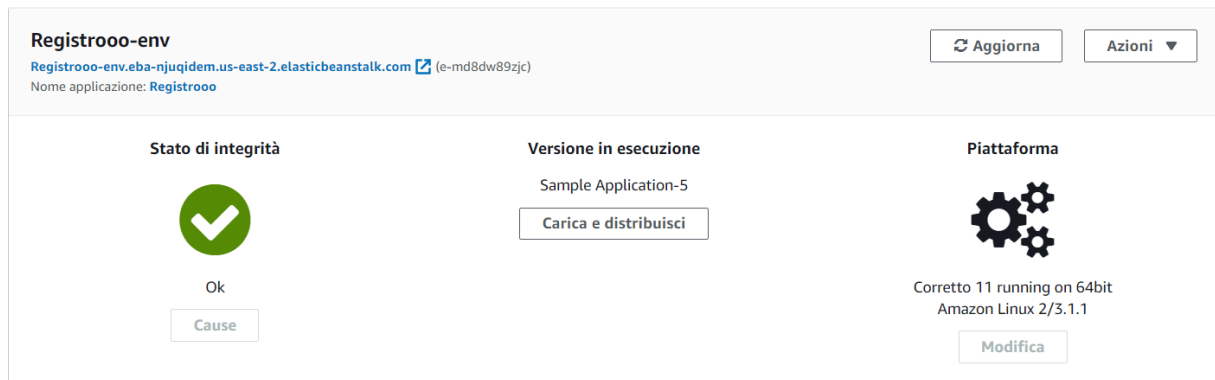 Registrooo-env
Aggiorna
Azioni
Registrooo-env.eba-njuqidem.us-east-2.elasticbeanstalk.com (e-md8dw89zjc)
Nome applicazione: Registrooo
Stato di integrità
Versione in esecuzione
Piattaforma
Sample Application-5
Carica e distribuisci
Ok
Cause
Corretto 11 running on 64bit
Amazon Linux 2/3.1.1
Modifica